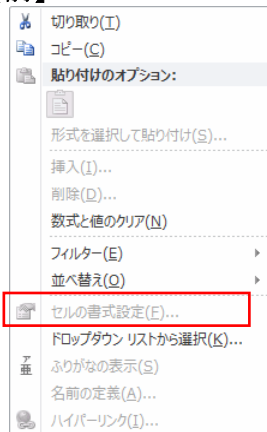 切り取り(T)
コピー(C)
貼り付けのオプション:
形式を選択して貼り付け(S)...
挿入(I)...
削除(D)...
数式と値のクリア(N)
フィルター(E)
並べ替え(O)
セルの書式設定(F)...
ドロップダウン リストから選択(K)...
ふりがなの表示(S)
名前の定義(A)...
ハイパーリンク(I)...